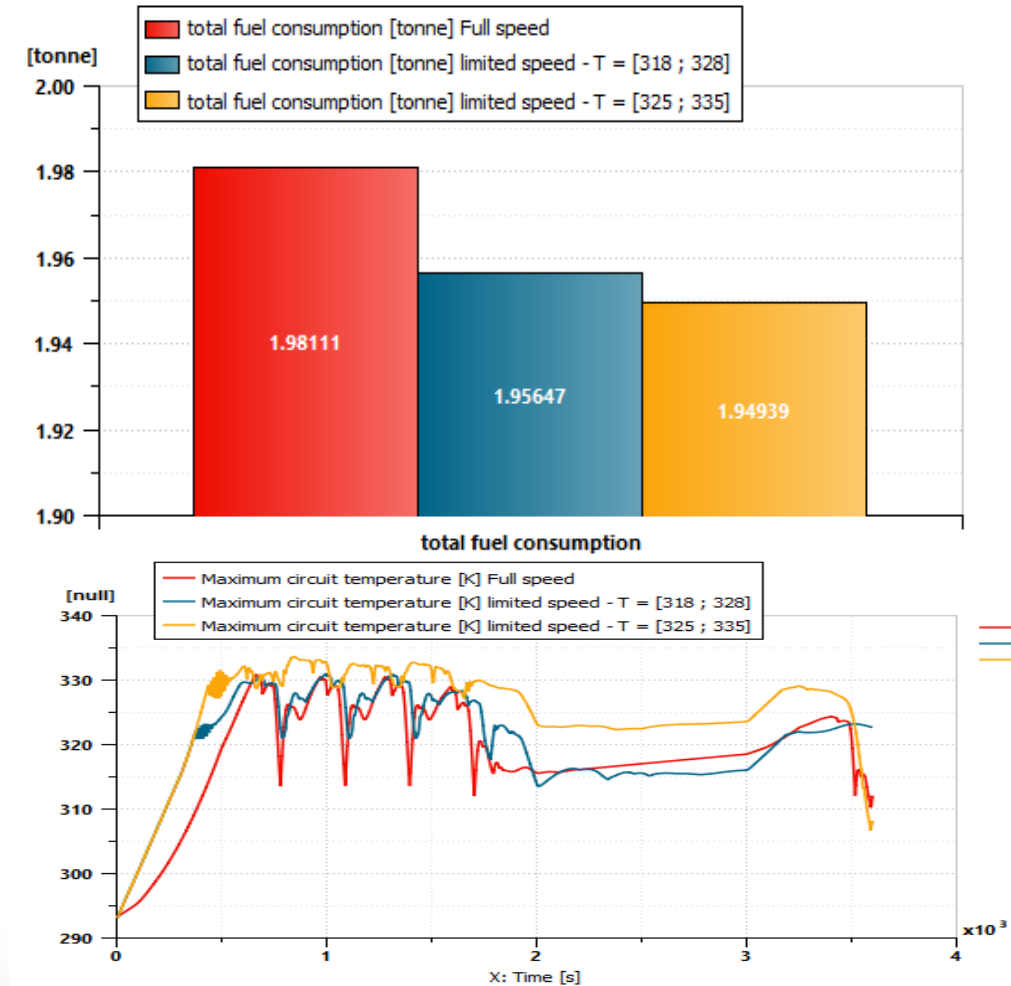 total fuel consumption [tonne] Full speed
[tonne]
total fuel consumption [tonne] limited speed - T = [318 ; 328]
total fuel consumption [tonne] limited speed - T = [325 ; 335]
2.00
1.98
1.96
1.94
1.92
1.90
1.98111
1.95647
1.94939
total fuel consumption
[null]
Maximum circuit temperature [K] Full speed
Maximum circuit temperature [K] limited speed - T = [318 ; 328]
Maximum circuit temperature [K] limited speed - T = [325 ; 335]
340
330
320
310
300
290
0 1 2 3 4
x10 3
X: Time [s]